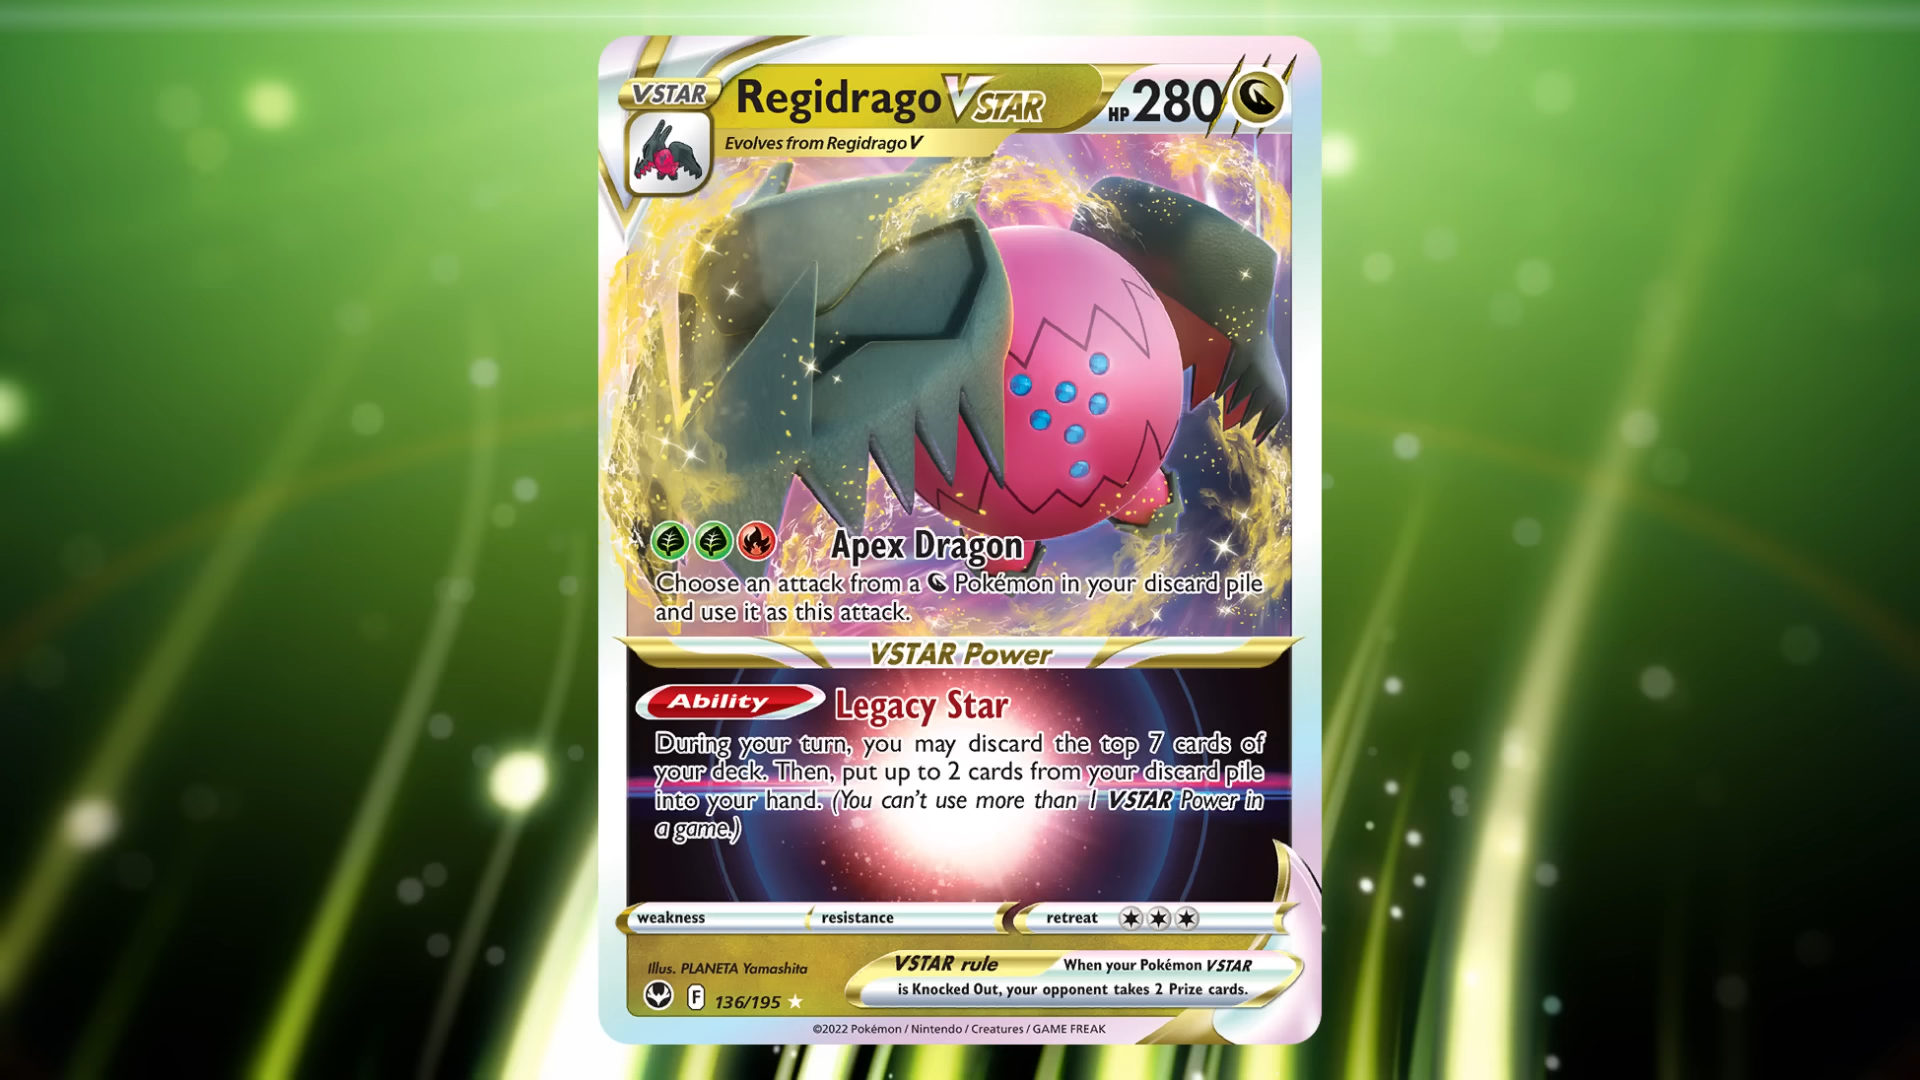 VSTAR
Regidrago VSTAR
HP 280
Evolves from Regidrago V
Apex Dragon
Choose an attack from a Pokémon in your discard pile
and use it as this attack.
VSTAR Power
Ability Legacy Star
During your turn, you may discard the top 7 cards of
your deck. Then, put up to 2 cards from your discard pile
into your hand. (You can't use more than 1 VSTAR Power in
a game.)
weakness resistance retreat
Illus. PLANETA Yamashita
VSTAR rule When your Pokémon VSTAR
is Knocked Out, your opponent takes 2 Prize cards.
F 136/195
©2022 Pokémon / Nintendo / Creatures / GAME FREAK